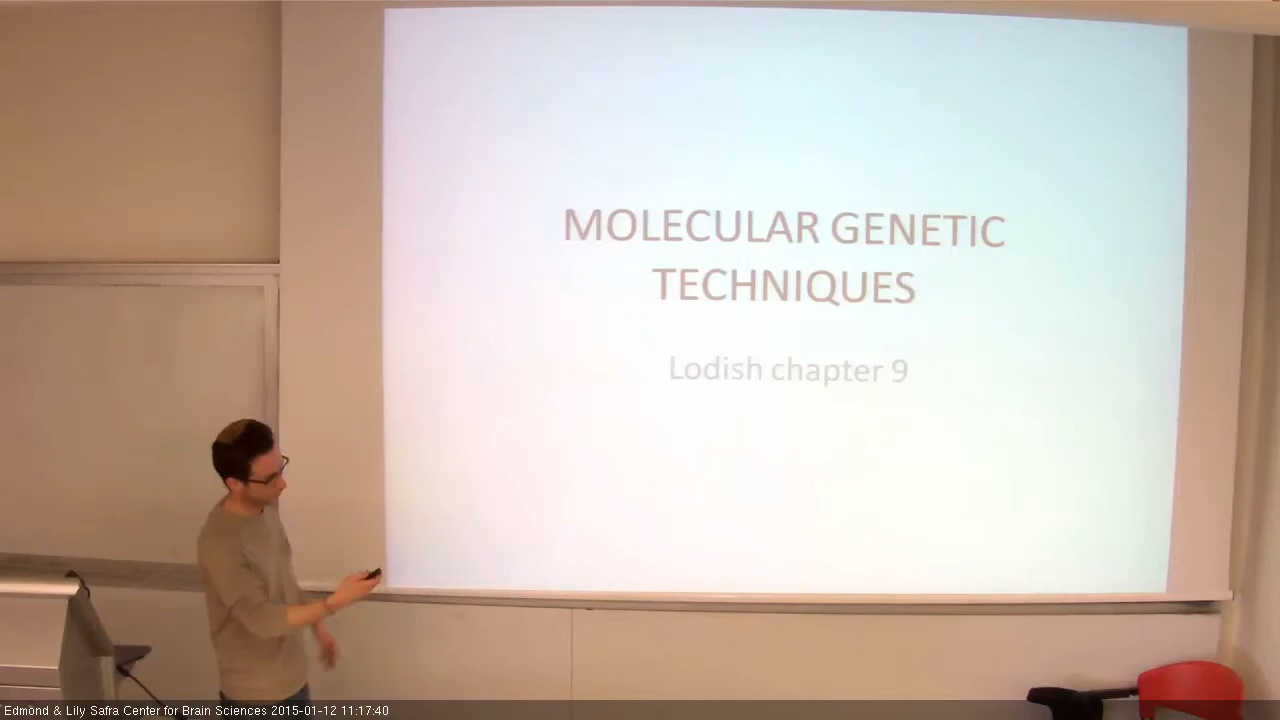 MOLECULAR GENETIC
TECHNIQUES
Lodish chapter 9
Edmond & Lily Safra Center for Brain Sciences 2015-01-12 11:17:40